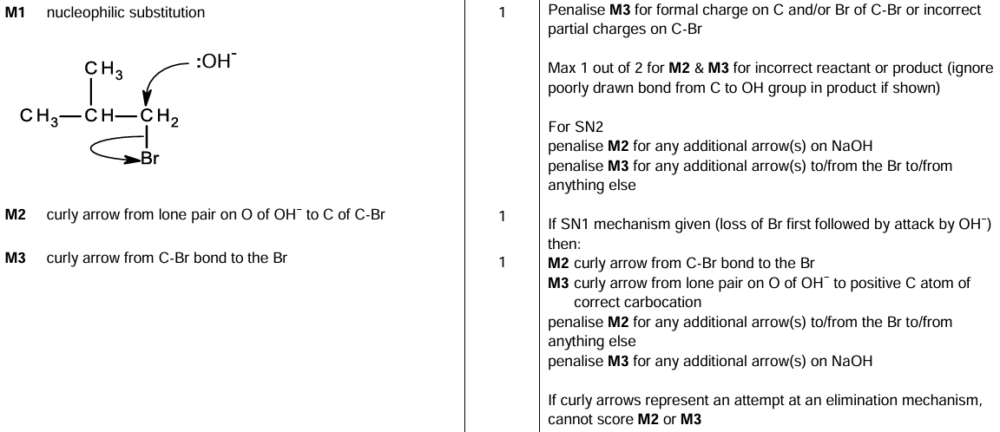 M1 nucleophilic substitution
1
:OH⁻
CH₃
CH₃—CH—CH₂
Br
M2 curly arrow from lone pair on O of OH⁻ to C of C-Br
1
M3 curly arrow from C-Br bond to the Br
1
Penalise M3 for formal charge on C and/or Br of C-Br or incorrect
partial charges on C-Br
Max 1 out of 2 for M2 & M3 for incorrect reactant or product (ignore
poorly drawn bond from C to OH group in product if shown)
For SN2
penalise M2 for any additional arrow(s) on NaOH
penalise M3 for any additional arrow(s) to/from the Br to/from
anything else
If SN1 mechanism given (loss of Br first followed by attack by OH⁻)
then:
M2 curly arrow from C-Br bond to the Br
M3 curly arrow from lone pair on O of OH⁻ to positive C atom of
correct carbocation
penalise M2 for any additional arrow(s) to/from the Br to/from
anything else
penalise M3 for any additional arrow(s) on NaOH
If curly arrows represent an attempt at an elimination mechanism,
cannot score M2 or M3